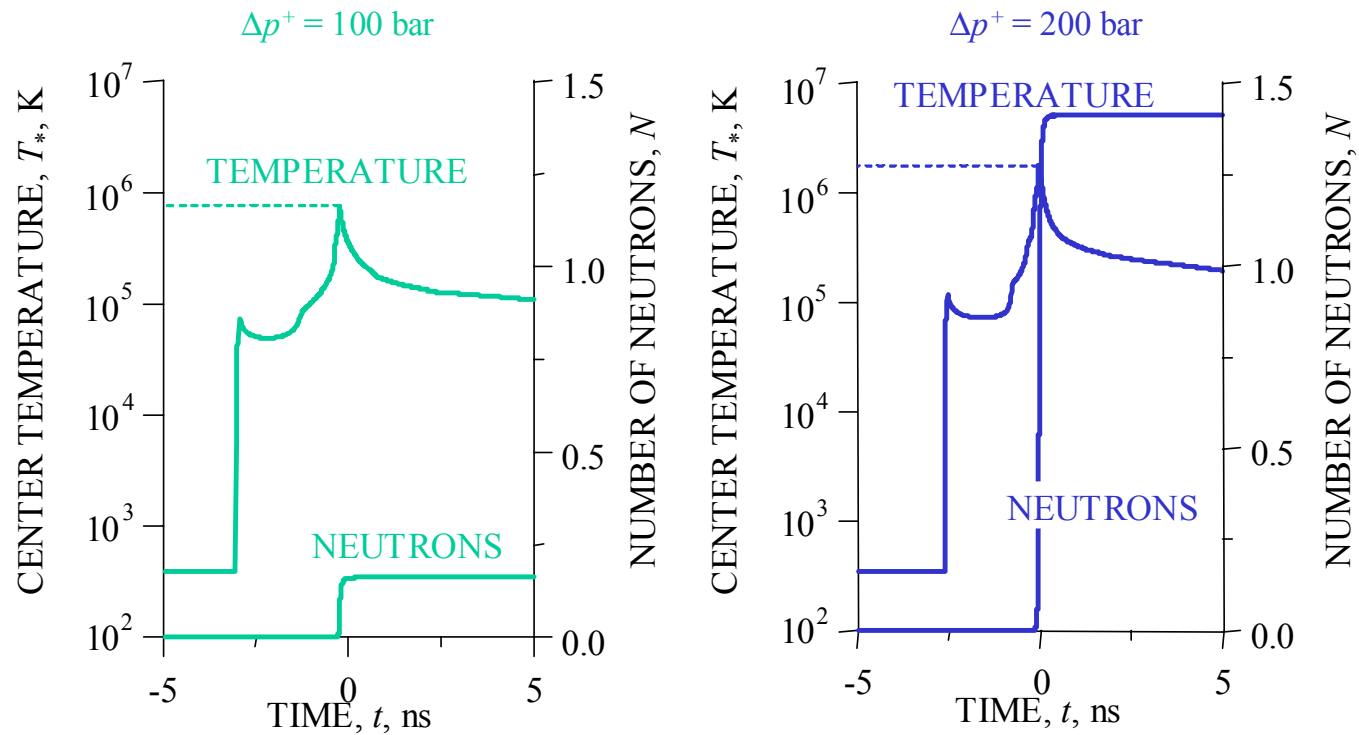 Δp⁺ = 100 bar
CENTER TEMPERATURE, T*, K
10⁷
10⁶
10⁵
10⁴
10³
10²
TEMPERATURE
NEUTRONS
1.5
1.0
0.5
0.0
NUMBER OF NEUTRONS, N
-5
0
5
TIME, t, ns
Δp⁺ = 200 bar
CENTER TEMPERATURE, T*, K
10⁷
10⁶
10⁵
10⁴
10³
10²
TEMPERATURE
NEUTRONS
1.5
1.0
0.5
0.0
NUMBER OF NEUTRONS, N
-5
0
5
TIME, t, ns